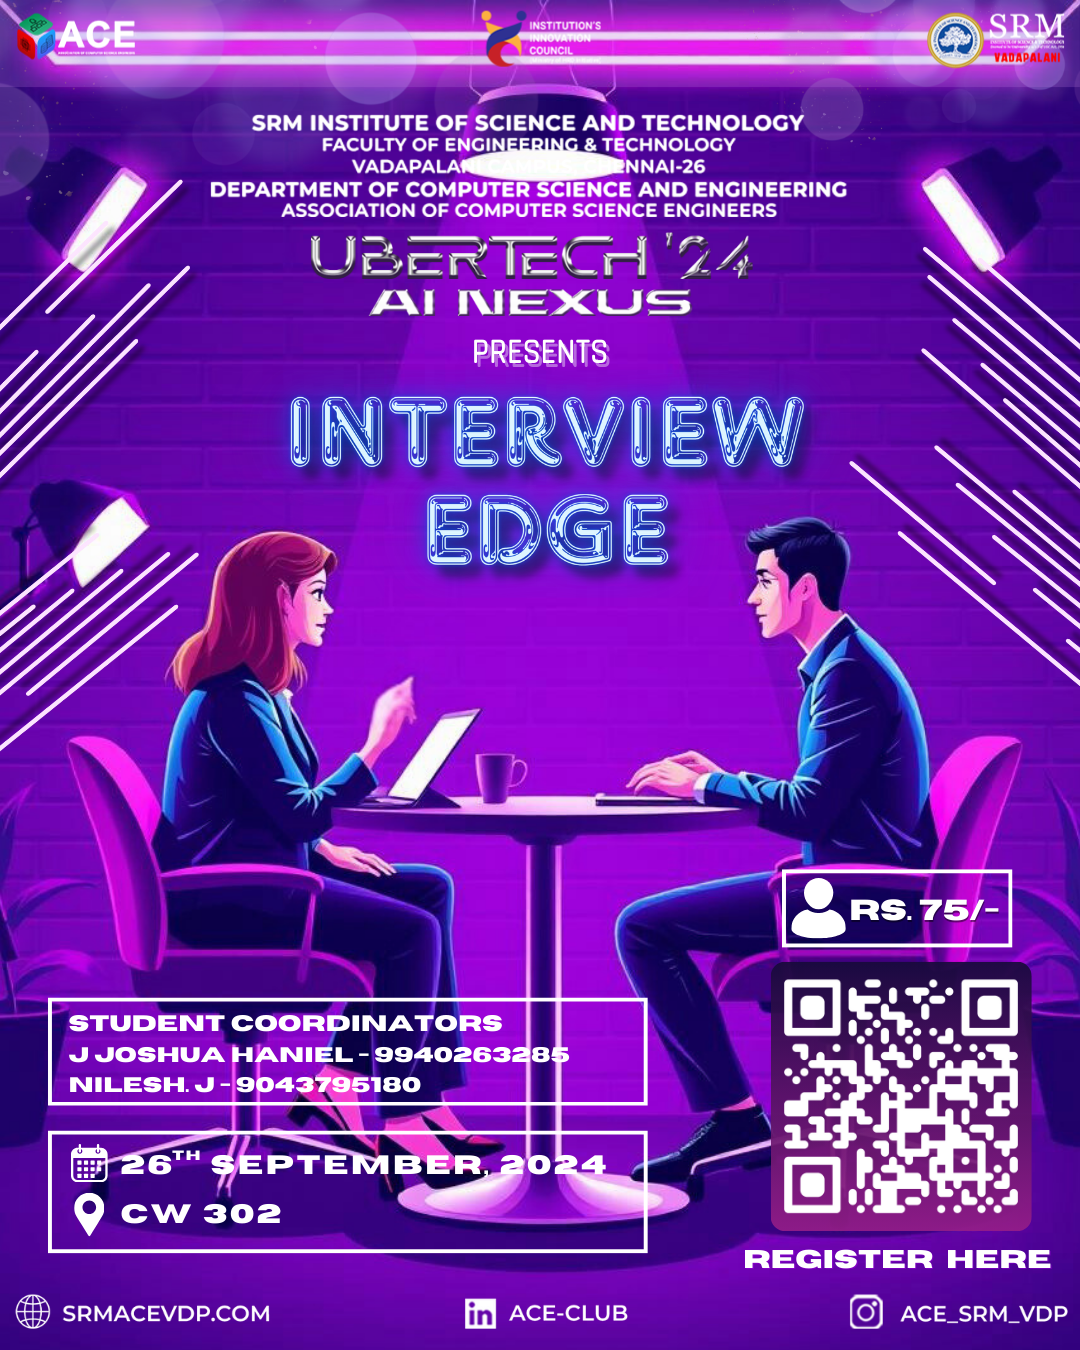 ACE
INSTITUTION'S
INNOVATION
COUNCIL
SRM
VADAPALANI
SRM INSTITUTE OF SCIENCE AND TECHNOLOGY
FACULTY OF ENGINEERING & TECHNOLOGY
VADAPALANI CAMPUS, CHENNAI-26
DEPARTMENT OF COMPUTER SCIENCE AND ENGINEERING
ASSOCIATION OF COMPUTER SCIENCE ENGINEERS
UBERTECH '24
AI NEXUS
PRESENTS
INTERVIEW
EDGE
RS. 75/-
STUDENT COORDINATORS
J JOSHUA HANIEL - 9940263285
NILESH. J - 9043795180
26TH SEPTEMBER, 2024
CW 302
REGISTER HERE
SRMACEVDP.COM
ACE-CLUB
ACE_SRM_VDP